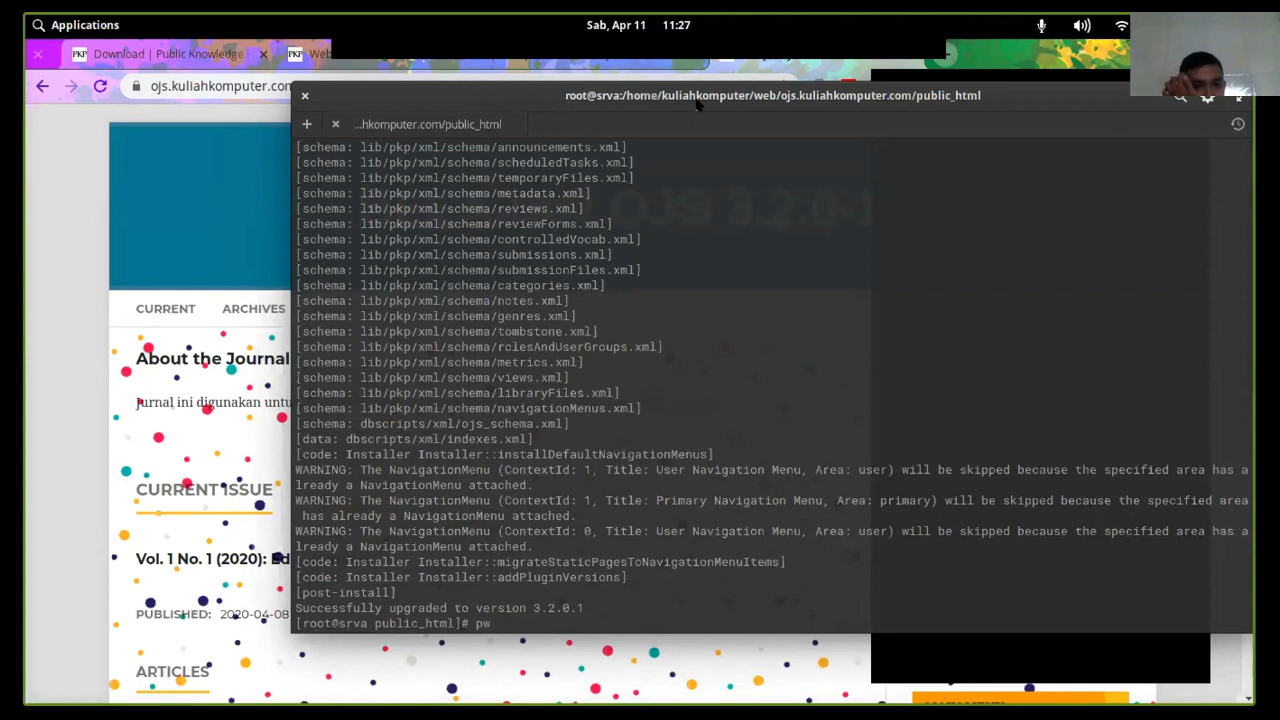 Applications
Sab, Apr 11 11:27
PKP Download | Public Knowledge
PKP Web
ojs.kuliahkomputer.com
root@srva:/home/kuliahkomputer/web/ojs.kuliahkomputer.com/public_html
...hkomputer.com/public_html
[schema: lib/pkp/xml/schema/announcements.xml]
[schema: lib/pkp/xml/schema/scheduledTasks.xml]
[schema: lib/pkp/xml/schema/temporaryFiles.xml]
[schema: lib/pkp/xml/schema/metadata.xml]
[schema: lib/pkp/xml/schema/reviews.xml]
[schema: lib/pkp/xml/schema/reviewForms.xml]
[schema: lib/pkp/xml/schema/controlledVocab.xml]
[schema: lib/pkp/xml/schema/submissions.xml]
[schema: lib/pkp/xml/schema/submissionFiles.xml]
[schema: lib/pkp/xml/schema/categories.xml]
[schema: lib/pkp/xml/schema/notes.xml]
[schema: lib/pkp/xml/schema/genres.xml]
[schema: lib/pkp/xml/schema/tombstone.xml]
[schema: lib/pkp/xml/schema/rolesAndUserGroups.xml]
[schema: lib/pkp/xml/schema/metrics.xml]
[schema: lib/pkp/xml/schema/views.xml]
[schema: lib/pkp/xml/schema/libraryFiles.xml]
[schema: lib/pkp/xml/schema/navigationMenus.xml]
[schema: dbscripts/xml/ojs_schema.xml]
[data: dbscripts/xml/indexes.xml]
[code: Installer Installer::installDefaultNavigationMenus]
WARNING: The NavigationMenu (ContextId: 1, Title: User Navigation Menu, Area: user) will be skipped because the specified area has a
lready a NavigationMenu attached.
WARNING: The NavigationMenu (ContextId: 1, Title: Primary Navigation Menu, Area: primary) will be skipped because the specified area
has already a NavigationMenu attached.
WARNING: The NavigationMenu (ContextId: 0, Title: User Navigation Menu, Area: user) will be skipped because the specified area has a
lready a NavigationMenu attached.
[code: Installer Installer::migrateStaticPagesToNavigationMenuItems]
[code: Installer Installer::addPluginVersions]
[post-install]
Successfully upgraded to version 3.2.0.1
[root@srva public_html]# pw
OJS 3.2.0-1
CURRENT ARCHIVES
About the Journal
Jurnal ini digunakan untu
CURRENT ISSUE
Vol. 1 No. 1 (2020): Ed
PUBLISHED: 2020-04-08
ARTICLES